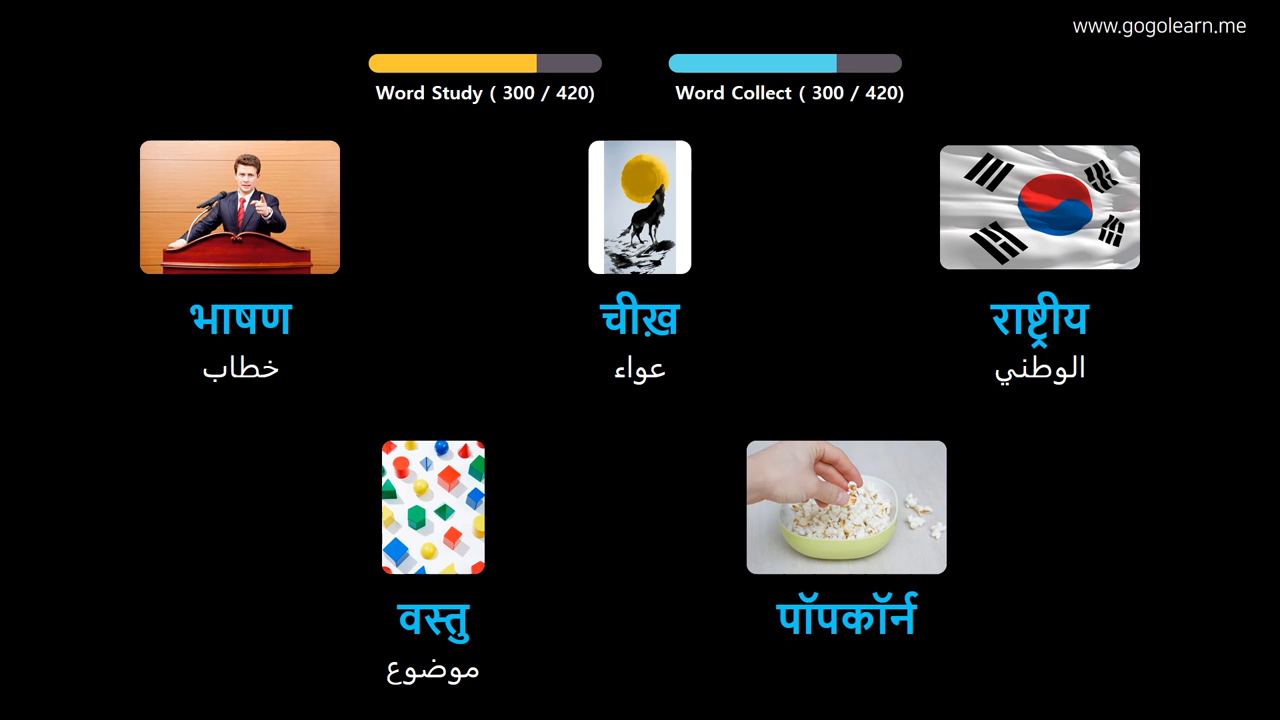 www.gogolearn.me
Word Study ( 300 / 420)
Word Collect ( 300 / 420)
भाषण
خطاب
चीख़
عواء
राष्ट्रीय
الوطني
वस्तु
موضوع
पॉपकॉर्न